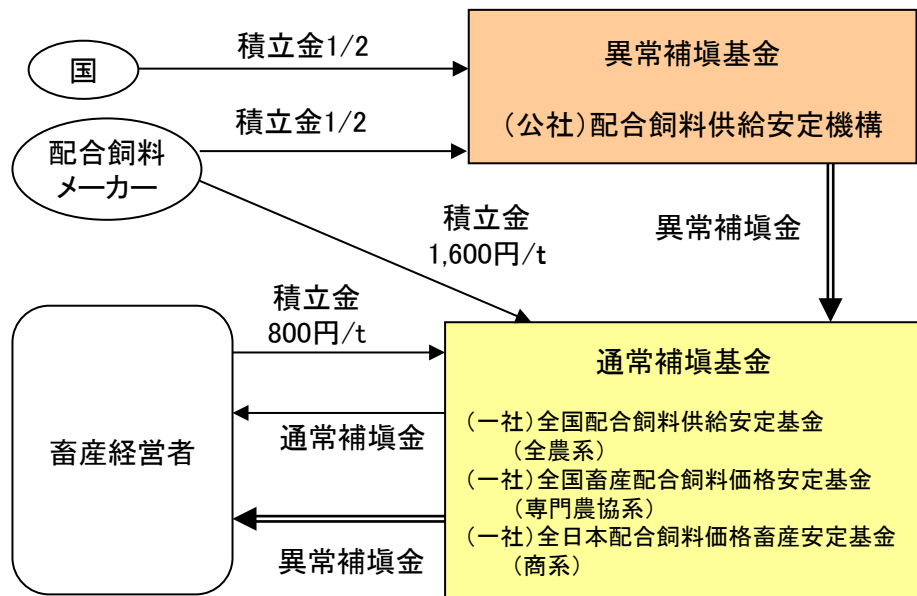 国
積立金1/2
異常補塡基金
（公社）配合飼料供給安定機構
積立金1/2
配合飼料
メーカー
異常補塡金
積立金
1,600円/t
積立金
800円/t
畜産経営者
通常補塡金
異常補塡金
通常補塡基金
（一社）全国配合飼料供給安定基金
（全農系）
（一社）全国畜産配合飼料価格安定基金
（専門農協系）
（一社）全日本配合飼料価格畜産安定基金
（商系）